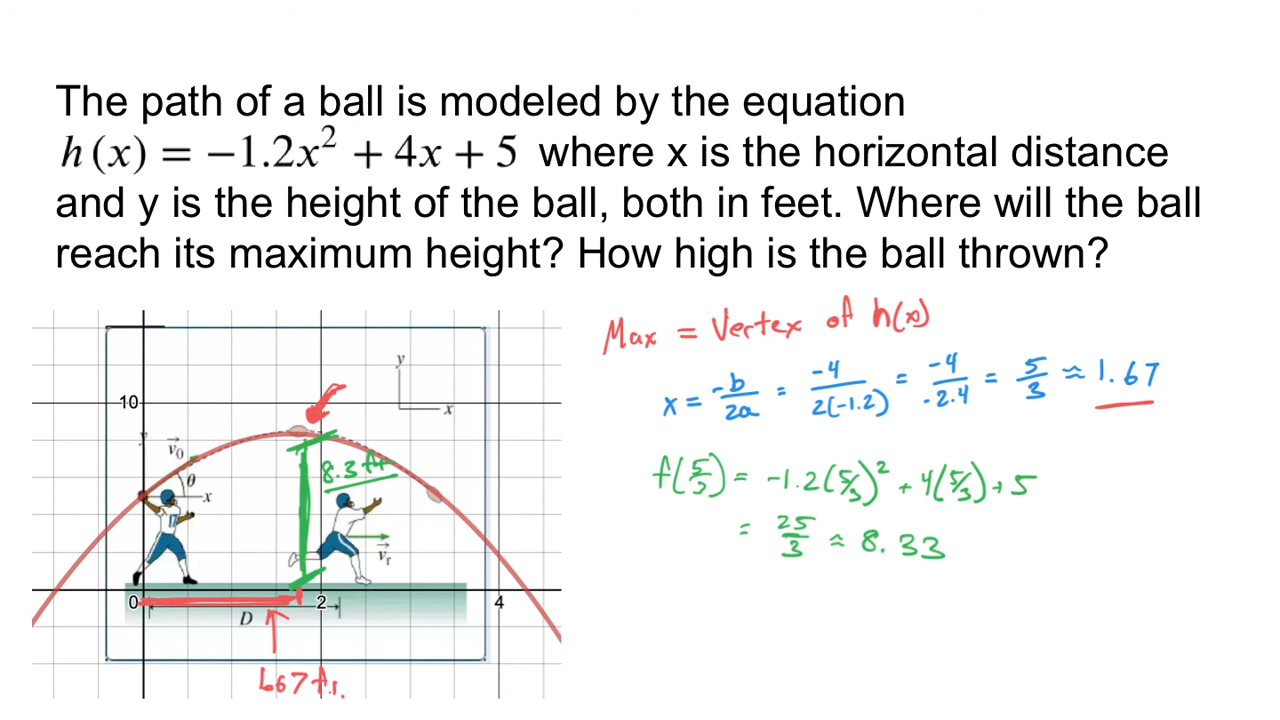 The path of a ball is modeled by the equation
h(x) = −1.2x² + 4x + 5 where x is the horizontal distance
and y is the height of the ball, both in feet. Where will the ball
reach its maximum height? How high is the ball thrown?
Max = Vertex of h(x)
x = -b/2a = -4/2(-1.2) = -4/-2.4 = 5/3 ≈ 1.67
f(5/3) = -1.2(5/3)² + 4(5/3) + 5
= 25/3 ≈ 8.33
y
10
x
y
v₀
8.3 ft
θ
x
17
vᵣ
0
2
4
D
1.67 ft.